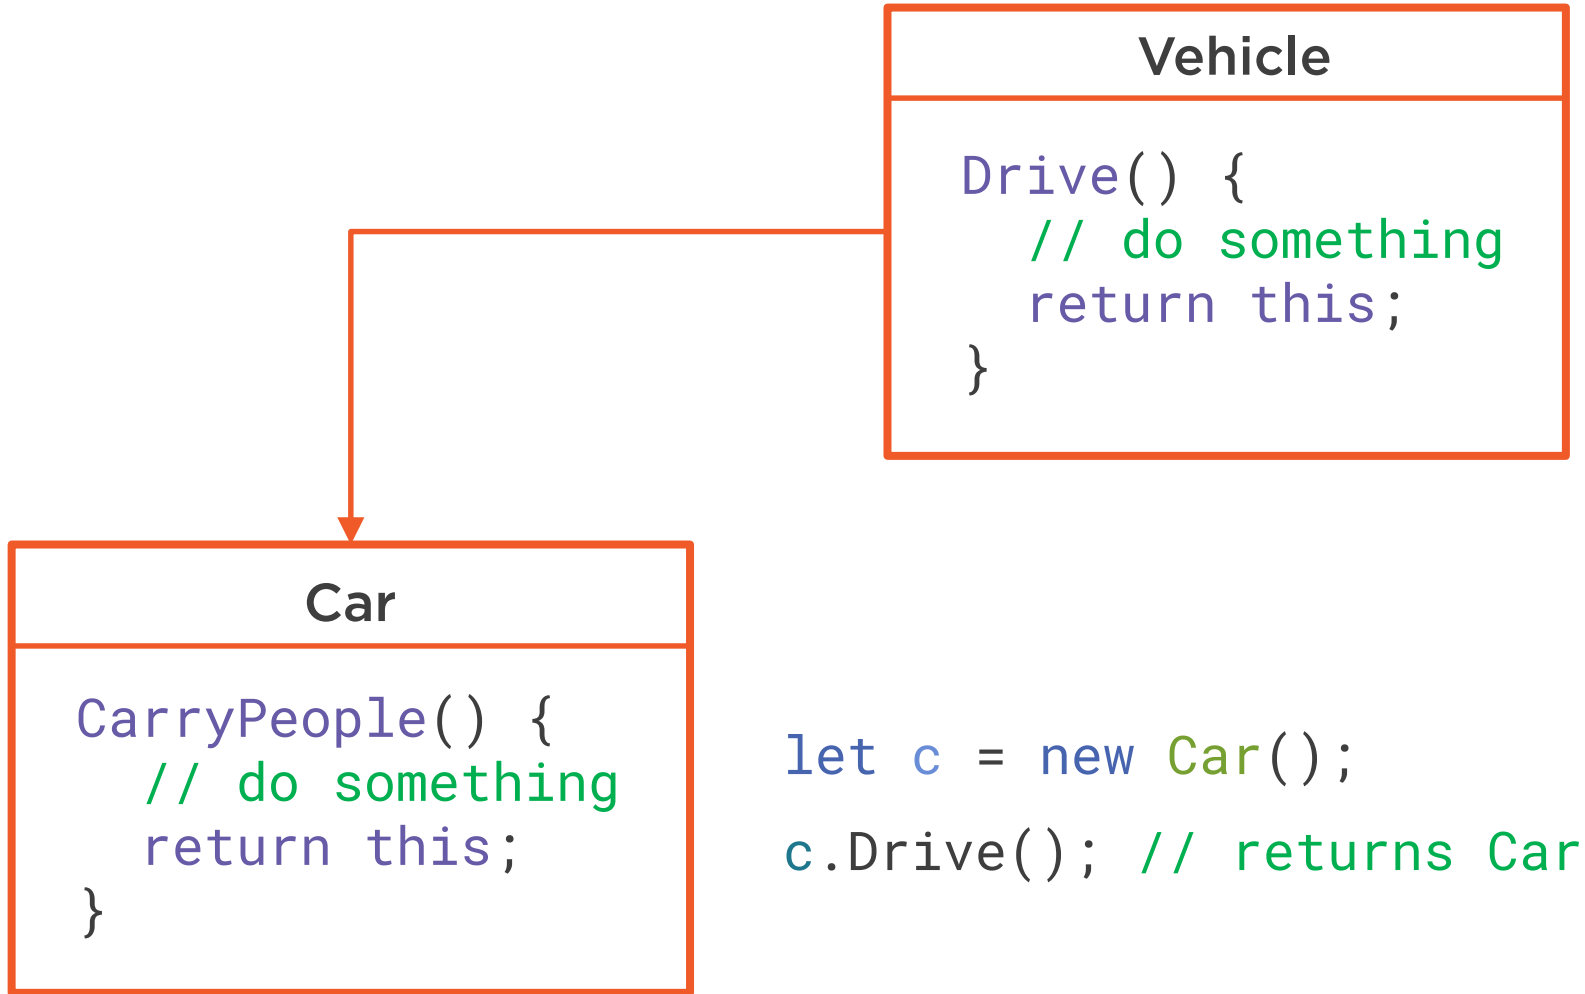 Vehicle
Drive() {
// do something
return this;
}
Car
CarryPeople() {
// do something
return this;
}
let c = new Car();
c.Drive(); // returns Car